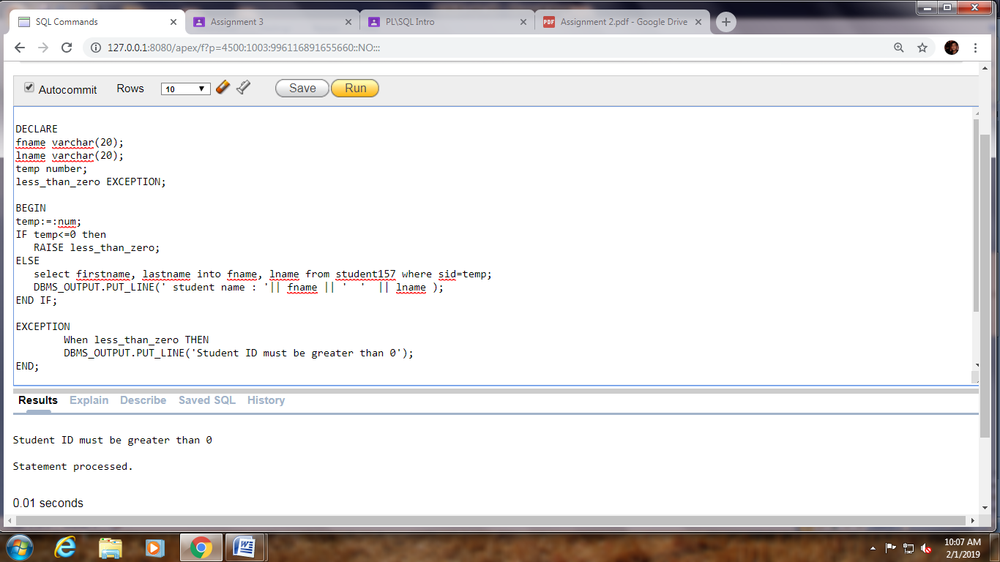 SQL Commands
Assignment 3
PL\SQL Intro
Assignment 2.pdf - Google Drive
127.0.0.1:8080/apex/f?p=4500:1003:996116891655660::NO:::
Autocommit Rows 10 Save Run
DECLARE
fname varchar(20);
lname varchar(20);
temp number;
less_than_zero EXCEPTION;
BEGIN
temp:=:num;
IF temp<=0 then
RAISE less_than_zero;
ELSE
select firstname, lastname into fname, lname from student157 where sid=temp;
DBMS_OUTPUT.PUT_LINE(' student name : '|| fname || '  '  || lname );
END IF;
EXCEPTION
When less_than_zero THEN
DBMS_OUTPUT.PUT_LINE('Student ID must be greater than 0');
END;
Results Explain Describe Saved SQL History
Student ID must be greater than 0
Statement processed.
0.01 seconds
10:07 AM
2/1/2019